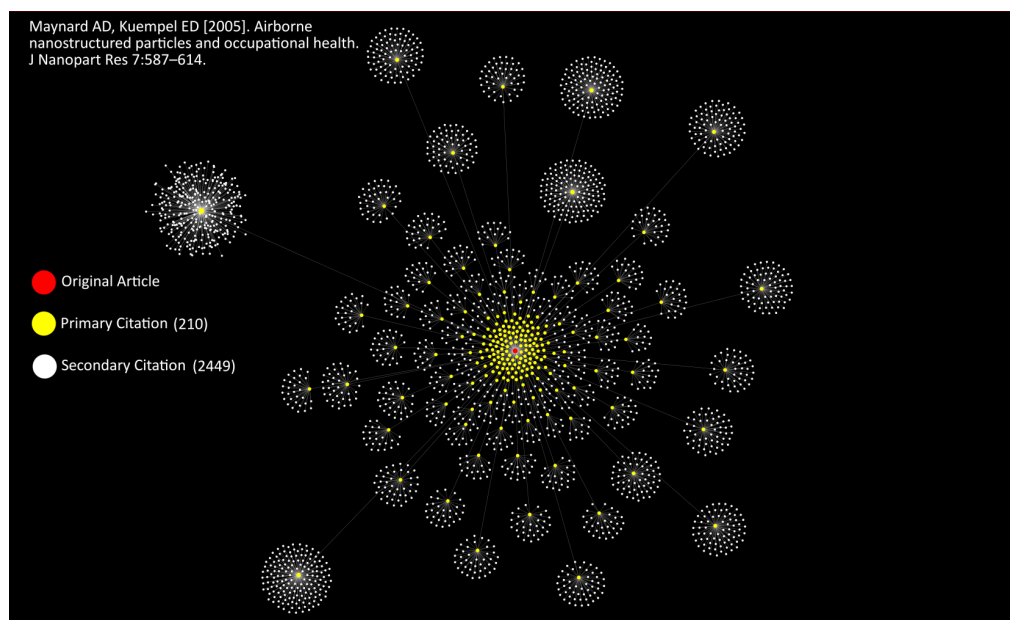 Maynard AD, Kuempel ED [2005]. Airborne
nanostructured particles and occupational health.
J Nanopart Res 7:587–614.
Original Article
Primary Citation (210)
Secondary Citation (2449)